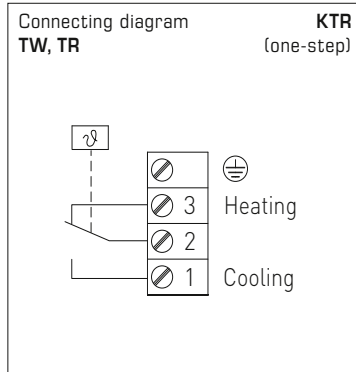 Connecting diagram KTR
TW, TR (one-step)
ϑ
3 Heating
2
1 Cooling